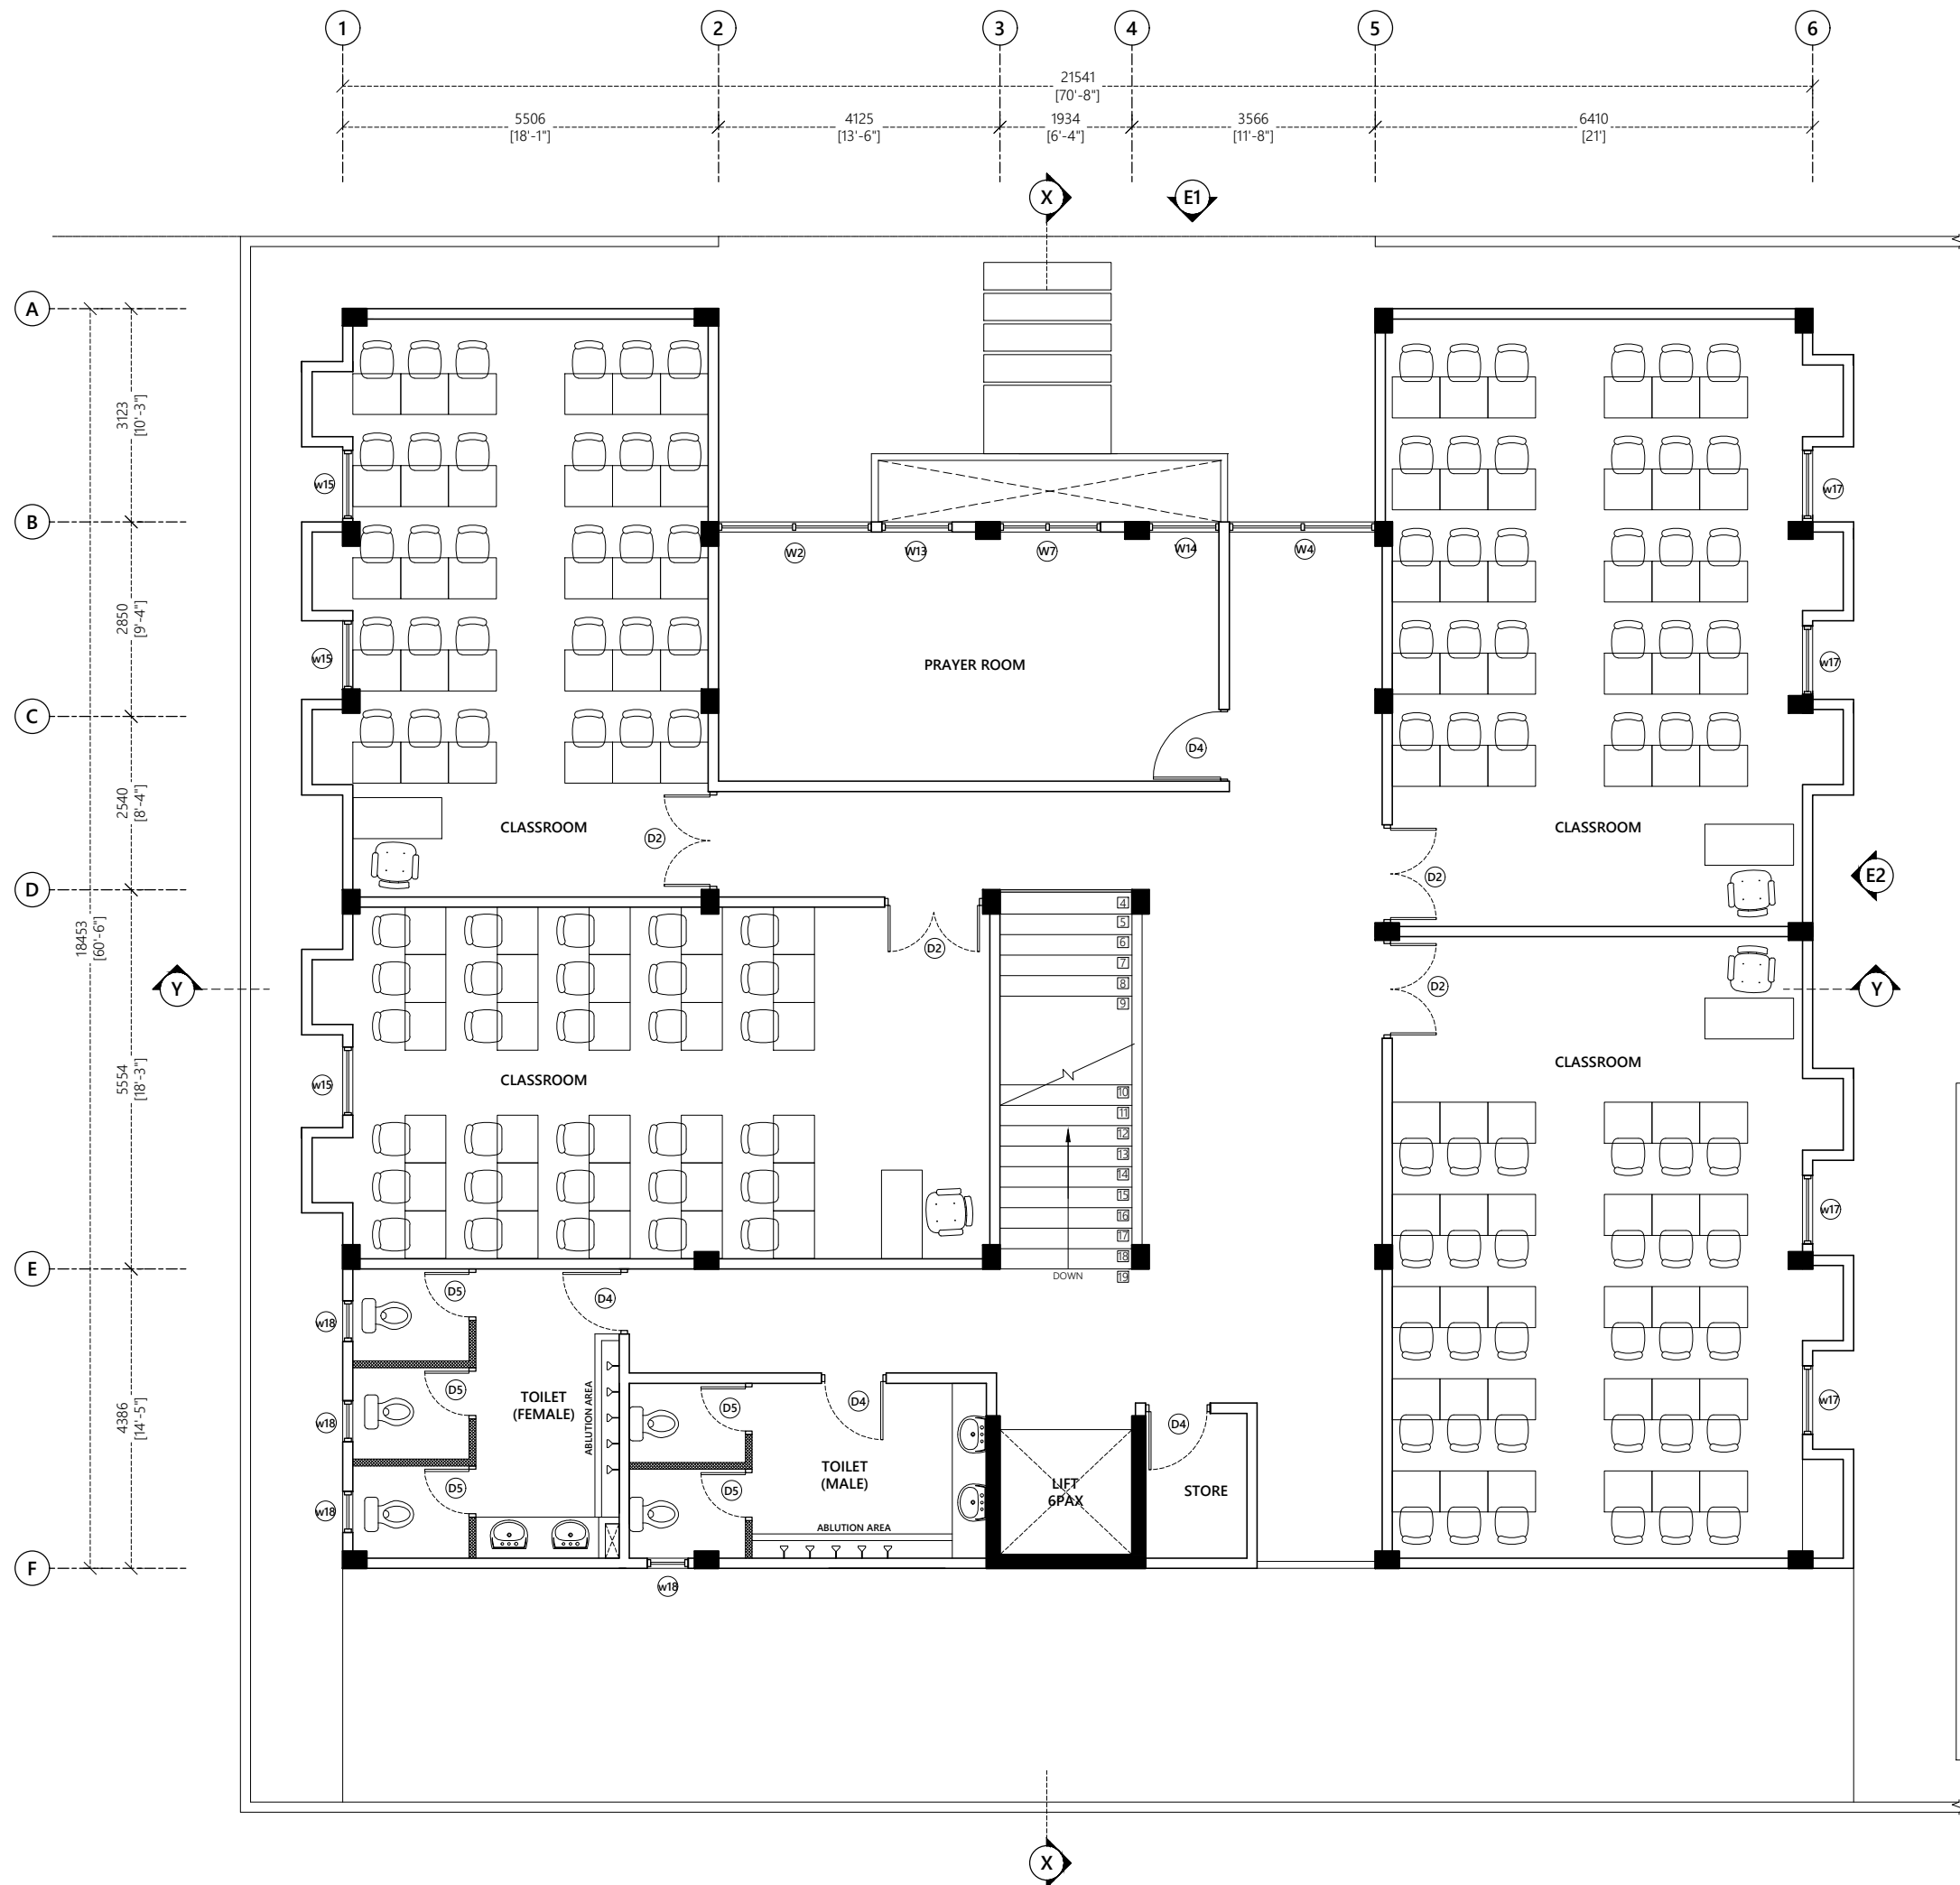 1 2 3 4 5 6
21541
[70'-8"]
5506 4125 1934 3566 6410
[18'-1"] [13'-6"] [6'-4"] [11'-8"] [21']
X E1
A
3123
[10'-3"]
w15 w17
B
W2 W13 W7 W14 W4
2850
[9'-4"]
w15 PRAYER ROOM w17
C
D4
2540
[8'-4"]
CLASSROOM D2 CLASSROOM
D D2 E2
18453
[60'-6"]
4
5
6
D2
7
8
9
Y D2 Y
5554
[18'-3"]
w15 CLASSROOM CLASSROOM
10
11
12
13
14
15
16
17
18
19
w17
E
DOWN
D5 D4
w18
4386
[14'-5"]
D5 D5 D4 D4 w17
TOILET
(FEMALE)
ABLUTION AREA
w18
TOILET
(MALE)
D5 D5
LIFT
6PAX
STORE
w18
ABLUTION AREA
F
w18
X